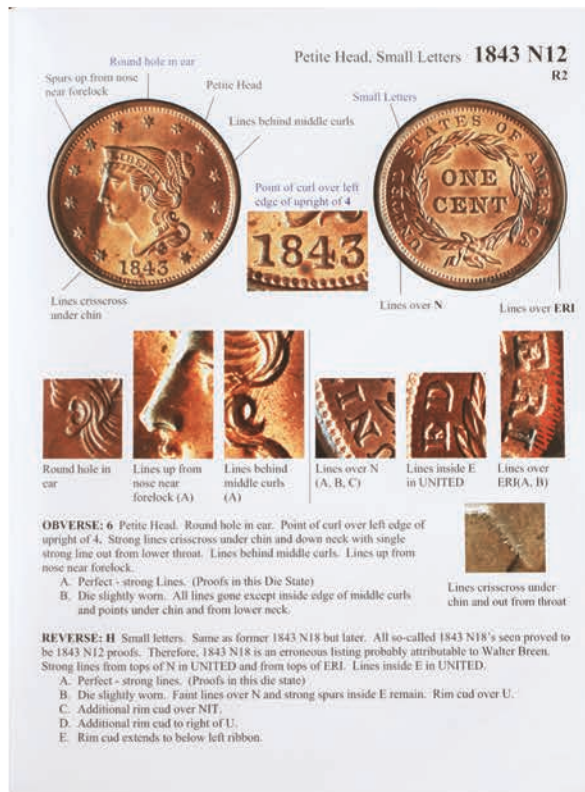 Petite Head, Small Letters 1843 N12
R2
Round hole in ear
Spurs up from nose
near forelock
Petite Head
Lines behind middle curls
Small Letters
Point of curl over left
edge of upright of 4
LIBERTY
1843
1843
UNITED STATES OF AMERICA
ONE
CENT
Lines crisscross
under chin
Lines over N
Lines over ERI
Round hole in
ear
Lines up from
nose near
forelock (A)
Lines behind
middle curls
(A)
Lines over N
(A, B, C)
Lines inside E
in UNITED
Lines over
ERI(A, B)
OBVERSE: 6 Petite Head. Round hole in ear. Point of curl over left edge of
upright of 4. Strong lines crisscross under chin and down neck with single
strong line out from lower throat. Lines behind middle curls. Lines up from
nose near forelock.
A. Perfect - strong Lines. (Proofs in this Die State)
B. Die slightly worn. All lines gone except inside edge of middle curls
and points under chin and from lower neck.
Lines crisscross under
chin and out from throat
REVERSE: H Small letters. Same as former 1843 N18 but later. All so-called 1843 N18's seen proved to
be 1843 N12 proofs. Therefore, 1843 N18 is an erroneous listing probably attributable to Walter Breen.
Strong lines from tops of N in UNITED and from tops of ERI. Lines inside E in UNITED.
A. Perfect - strong lines. (Proofs in this die state)
B. Die slightly worn. Faint lines over N and strong spurs inside E remain. Rim cud over U.
C. Additional rim cud over NIT.
D. Additional rim cud to right of U.
E. Rim cud extends to below left ribbon.